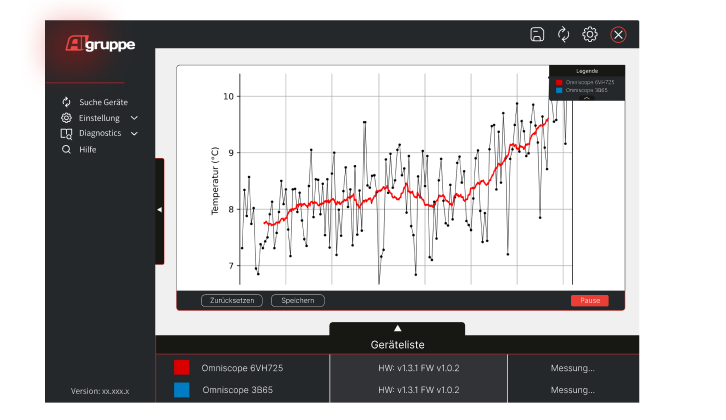 AI gruppe
Suche Geräte
Einstellung
Diagnostics
Hilfe
Version: xx.xxx.x
Legende
Omniscope 6VH725
Omniscope 3B65
Temperatur (°C)
10
9
8
7
Zurücksetzen
Speichern
Pause
Geräteliste
Omniscope 6VH725 HW: v1.3.1 FW v1.0.2 Messung...
Omniscope 3B65 HW: v1.3.1 FW v1.0.2 Messung...